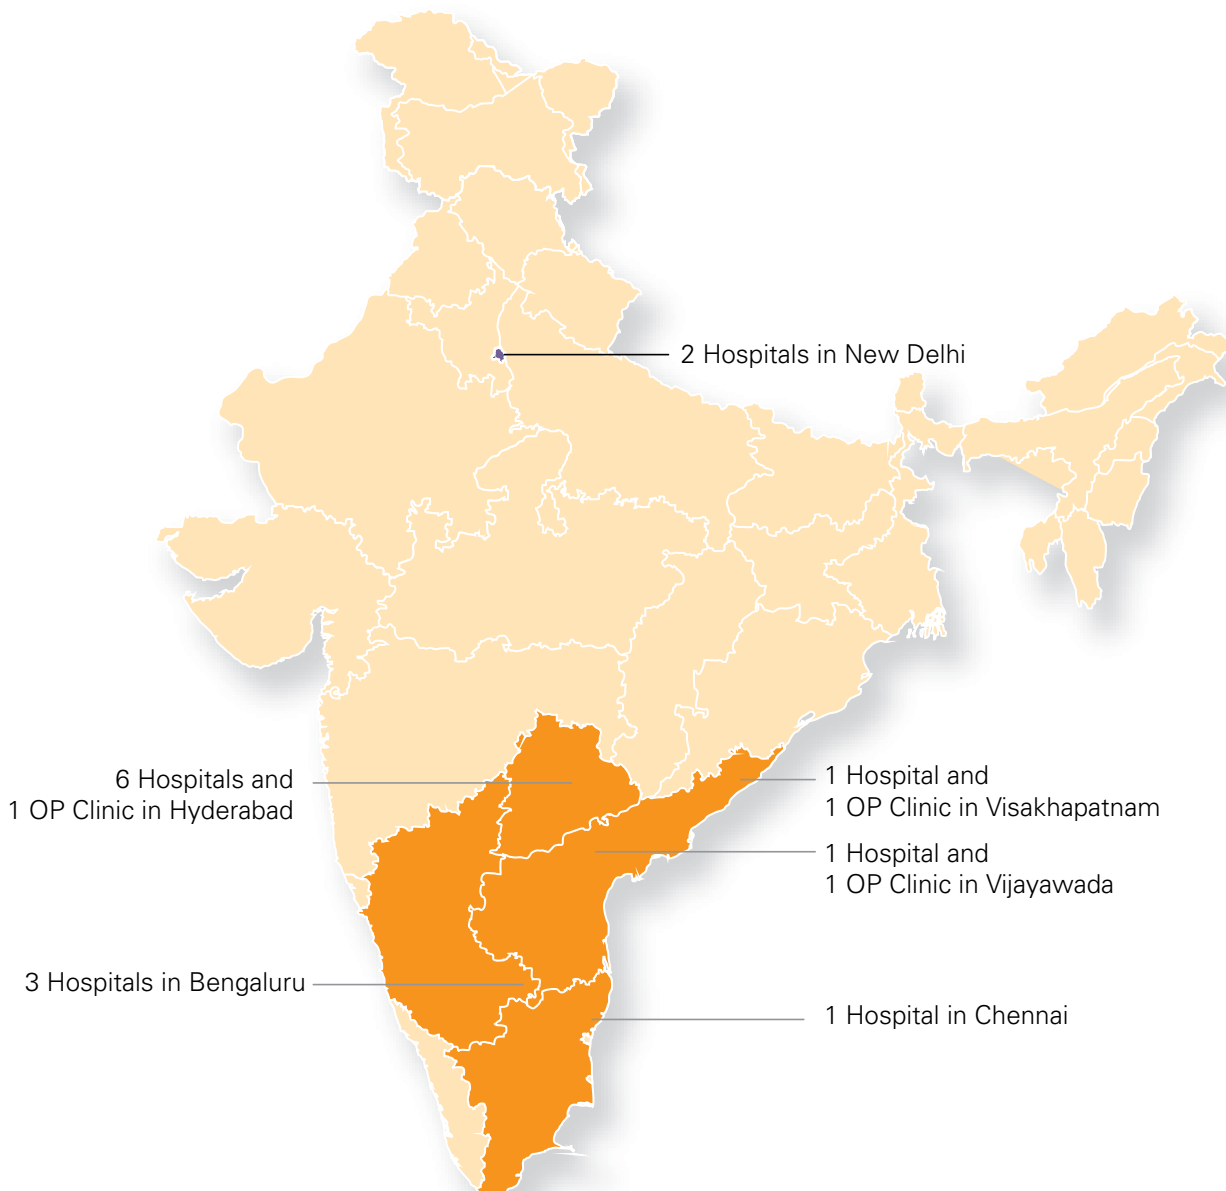 2 Hospitals in New Delhi
6 Hospitals and
1 OP Clinic in Hyderabad
1 Hospital and
1 OP Clinic in Visakhapatnam
1 Hospital and
1 OP Clinic in Vijayawada
3 Hospitals in Bengaluru
1 Hospital in Chennai